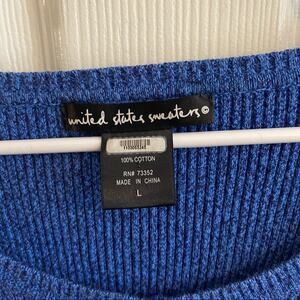 united states sweaters©
100% COTTON
RN# 73352
MADE IN CHINA
L